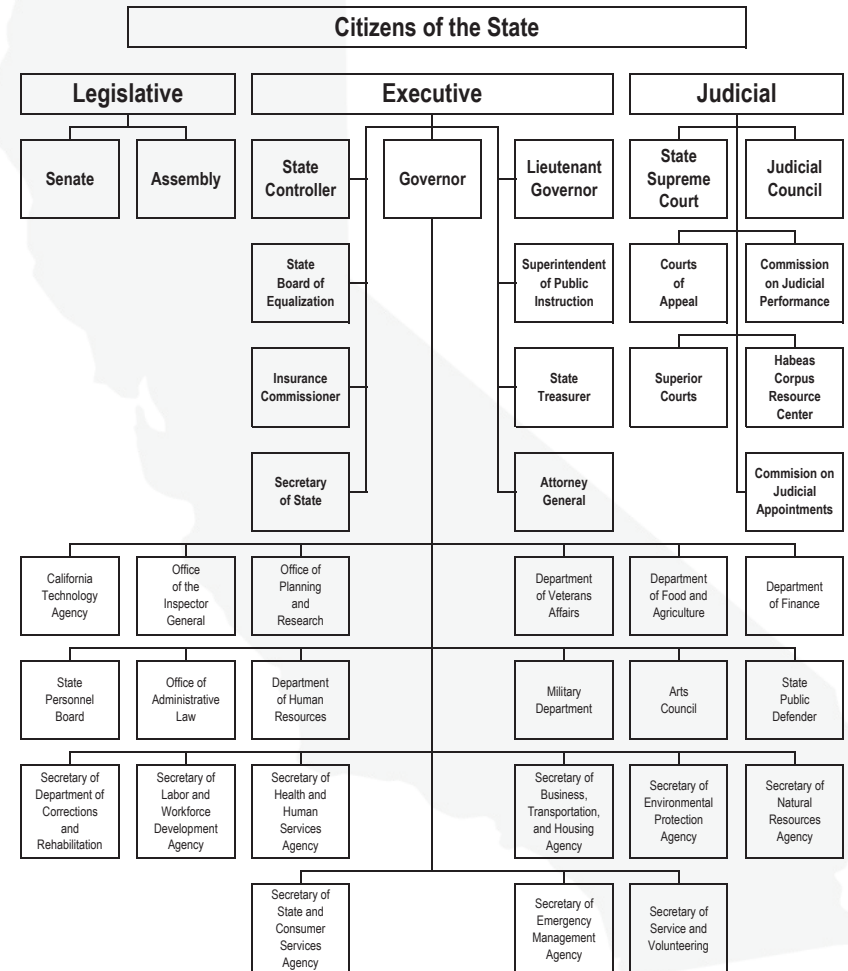 Citizens of the State
Legislative
Executive
Judicial
Senate
Assembly
State
Controller
Governor
Lieutenant
Governor
State
Supreme
Court
Judicial
Council
State
Board of
Equalization
Superintendent
of Public
Instruction
Courts
of
Appeal
Commission
on Judicial
Performance
Insurance
Commissioner
State
Treasurer
Superior
Courts
Habeas
Corpus
Resource
Center
Secretary
of State
Attorney
General
Commision on
Judicial
Appointments
California
Technology
Agency
Office
of the
Inspector
General
Office of
Planning
and
Research
Department
of Veterans
Affairs
Department
of Food and
Agriculture
Department
of Finance
State
Personnel
Board
Office of
Administrative
Law
Department
of Human
Resources
Military
Department
Arts
Council
State
Public
Defender
Secretary of
Department of
Corrections
and
Rehabilitation
Secretary of
Labor and
Workforce
Development
Agency
Secretary of
Health and
Human
Services
Agency
Secretary of
Business,
Transportation,
and Housing
Agency
Secretary of
Environmental
Protection
Agency
Secretary of
Natural
Resources
Agency
Secretary of
State and
Consumer
Services
Agency
Secretary of
Emergency
Management
Agency
Secretary of
Service and
Volunteering